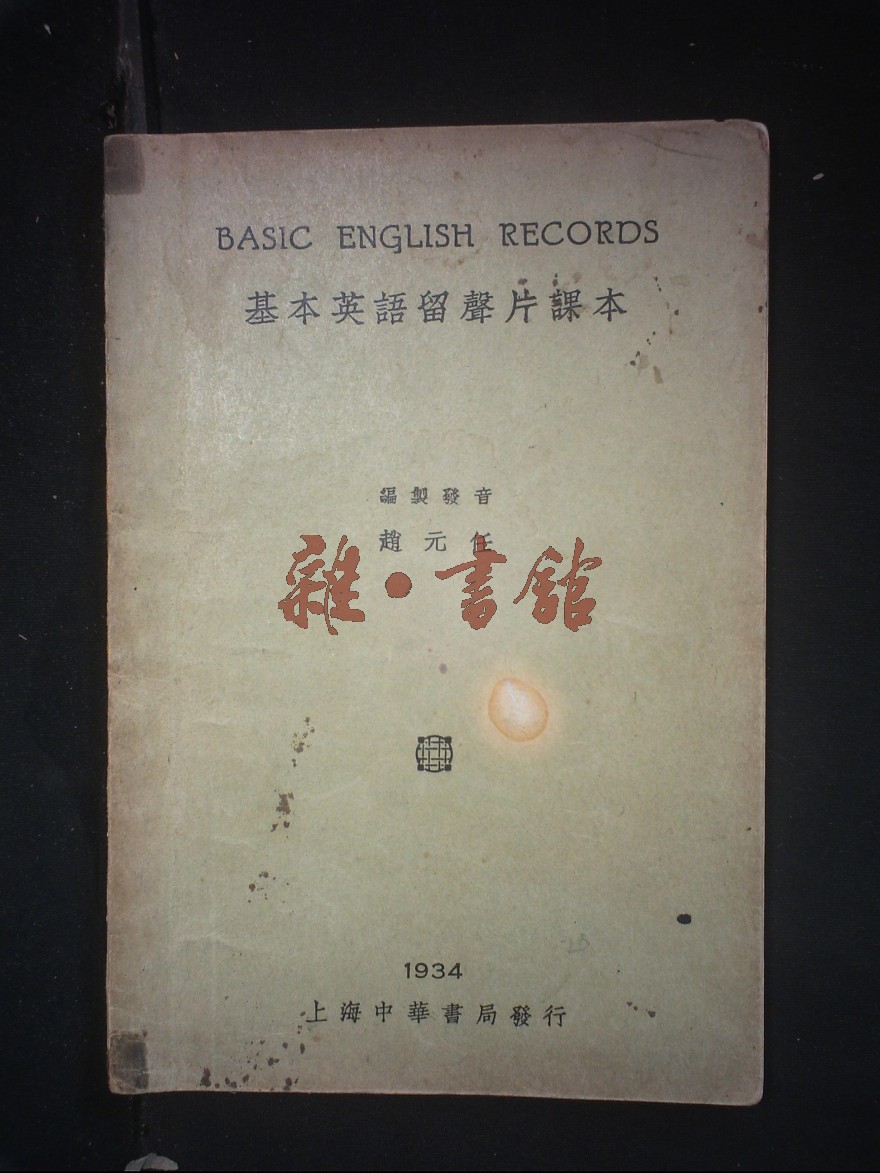 BASIC ENGLISH RECORDS
基本英語留聲片課本
編製發音
趙元任
雜·書館
1934
上海中華書局發行